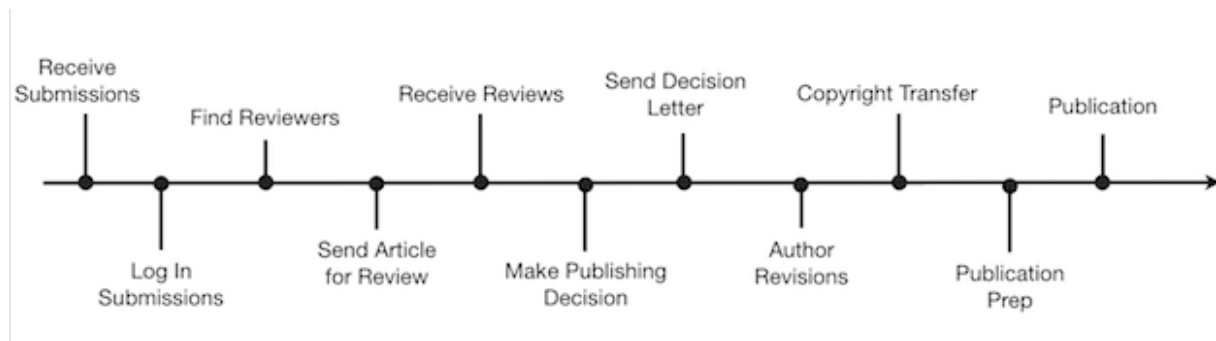 Receive
Submissions
Log In
Submissions
Find Reviewers
Send Article
for Review
Receive Reviews
Make Publishing
Decision
Send Decision
Letter
Author
Revisions
Copyright Transfer
Publication
Prep
Publication